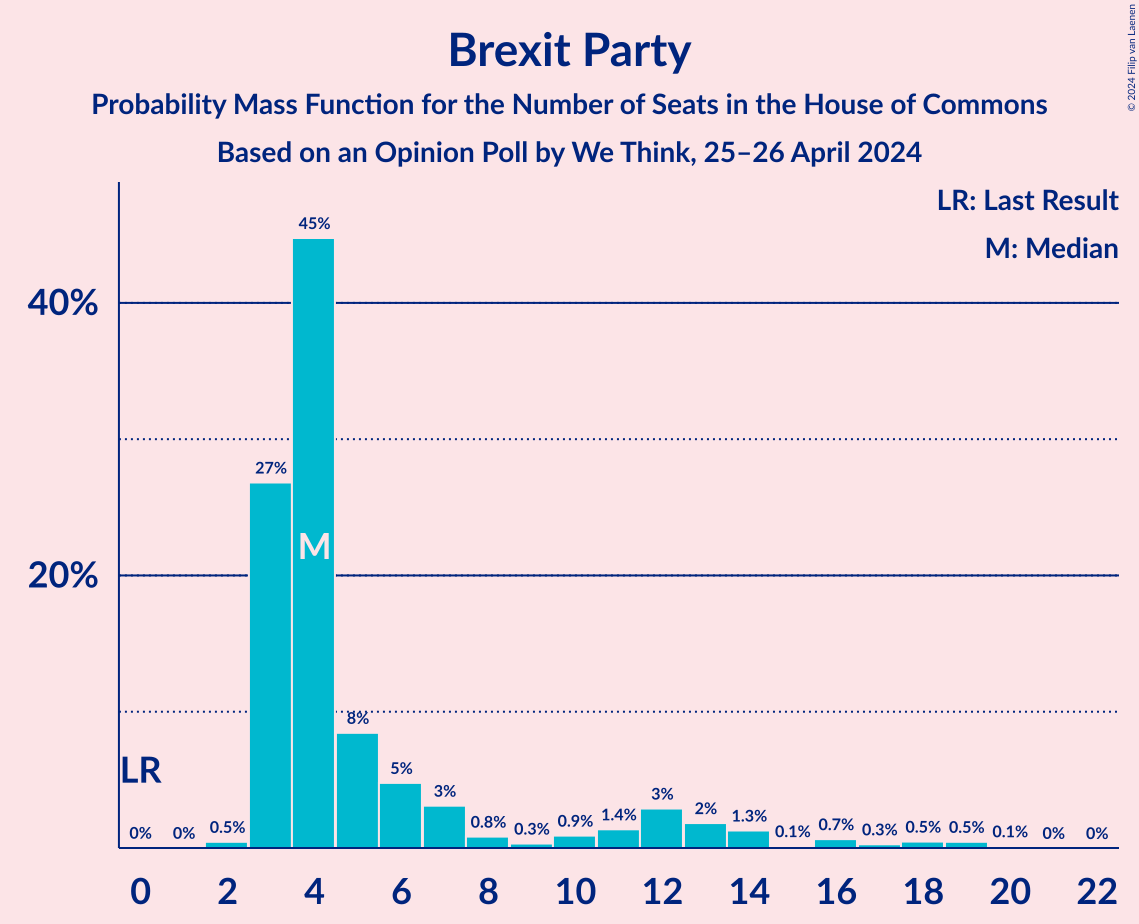 Brexit Party
Probability Mass Function for the Number of Seats in the House of Commons
Based on an Opinion Poll by We Think, 25–26 April 2024
© 2024 Filip van Laenen
LR: Last Result
M: Median
40%
20%
45%
27%
M
8%
LR
5%
3%
0%
0%
0.5%
0.8%
0.3%
0.9%
1.4%
3%
2%
1.3%
0.1%
0.7%
0.3%
0.5%
0.5%
0.1%
0%
0%
0 2 4 6 8 10 12 14 16 18 20 22